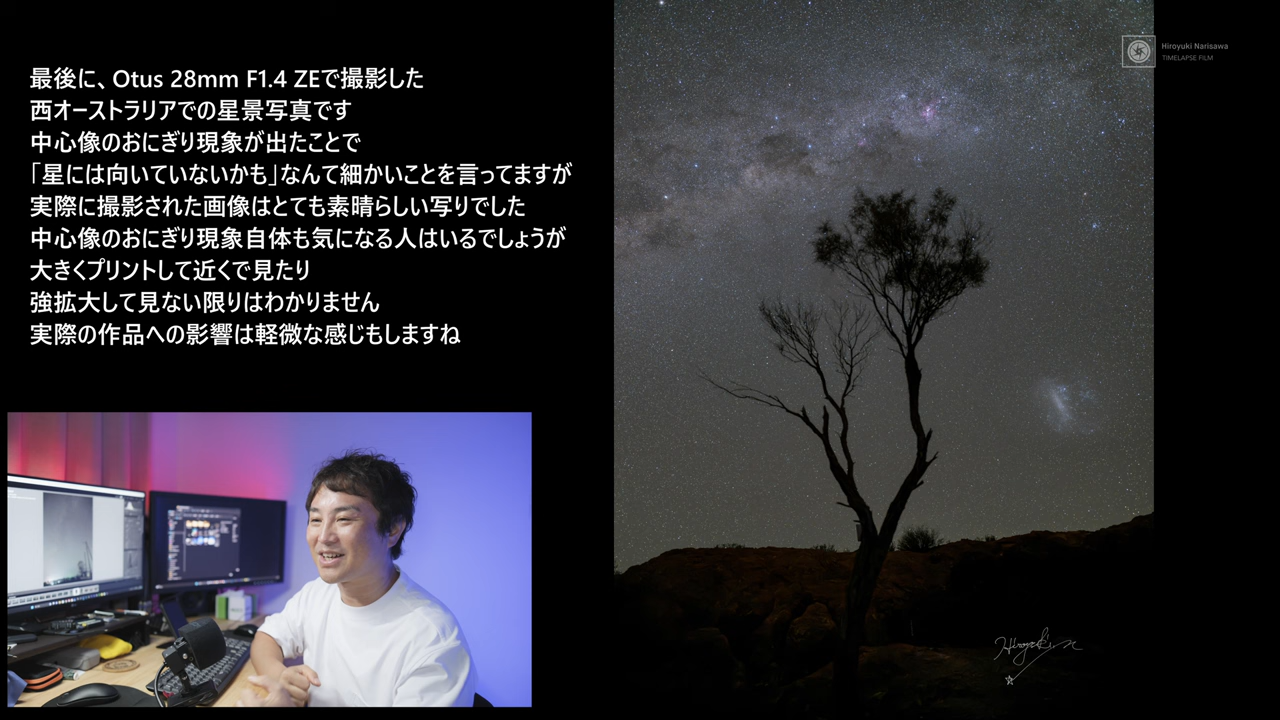 最後に、Otus 28mm F1.4 ZEで撮影した
西オーストラリアでの星景写真です
中心像のおにぎり現象が出たことで
「星には向いていないかも」なんて細かいことを言ってますが
実際に撮影された画像はとても素晴らしい写りでした
中心像のおにぎり現象自体も気になる人はいるでしょうが
大きくプリントして近くで見たり
強拡大して見ない限りはわかりません
実際の作品への影響は軽微な感じもしますね
Hiroyuki Narisawa
TIMELAPSE FILM